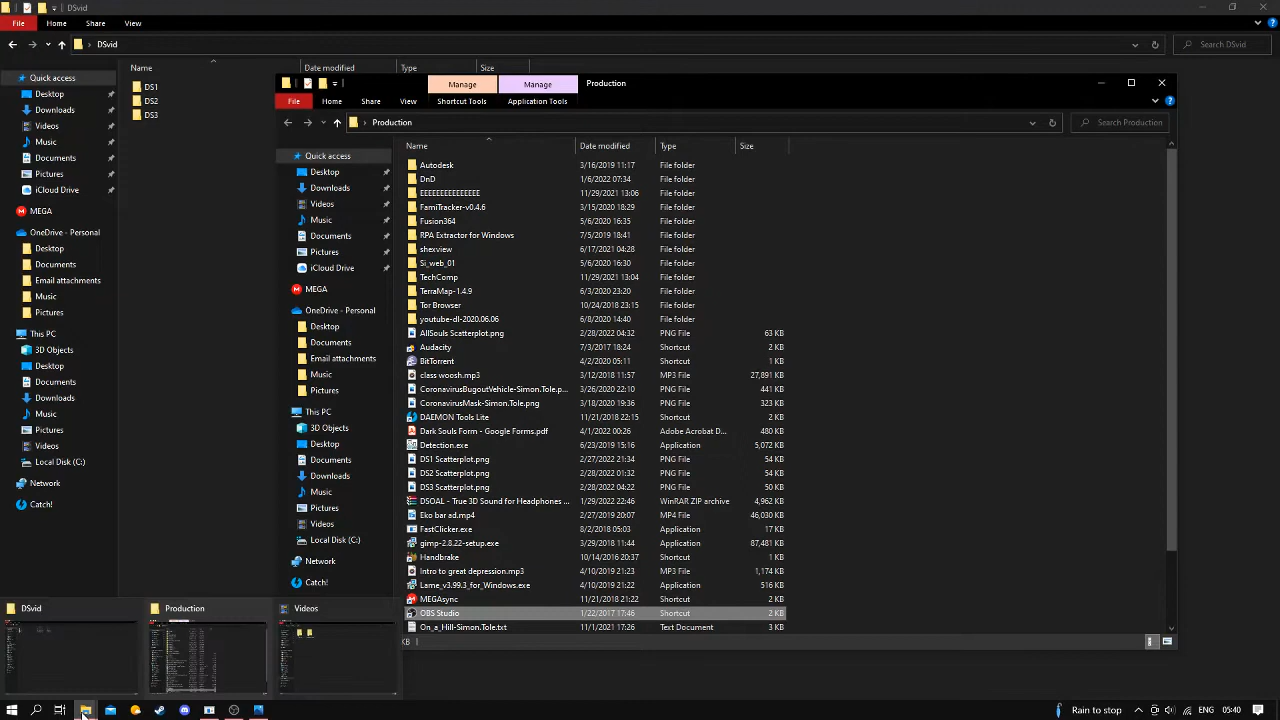 DSvid
File Home Share View
DSvid
Search DSvid
Name Date modified Type Size
Quick access
Desktop
Downloads
Videos
Music
Documents
Pictures
iCloud Drive
MEGA
OneDrive - Personal
Desktop
Documents
Email attachments
Music
Pictures
This PC
3D Objects
Desktop
Documents
Downloads
Music
Pictures
Videos
Local Disk (C:)
Network
Catch!
DS1
DS2
DS3
Manage Manage Production
File Home Share View Shortcut Tools Application Tools
Production
Search Production
Name Date modified Type Size
Quick access
Desktop
Downloads
Videos
Music
Documents
Pictures
iCloud Drive
MEGA
OneDrive - Personal
Desktop
Documents
Email attachments
Music
Pictures
This PC
3D Objects
Desktop
Documents
Downloads
Music
Pictures
Videos
Local Disk (C:)
Network
Catch!
Autodesk 3/16/2019 11:17 File folder
DnD 1/6/2022 07:34 File folder
EEEEEEEEEEEEEEE 11/29/2021 13:06 File folder
FamiTracker-v0.4.6 3/15/2020 18:29 File folder
Fusion364 5/6/2020 16:35 File folder
RPA Extractor for Windows 7/5/2019 18:41 File folder
shexview 6/17/2021 04:28 File folder
Si_web_01 5/6/2020 16:30 File folder
TechComp 11/29/2021 13:04 File folder
TerraMap-1.4.9 6/3/2020 23:20 File folder
Tor Browser 10/24/2018 23:15 File folder
youtube-dl-2020.06.06 6/8/2020 14:40 File folder
AllSouls Scatterplot.png 2/28/2022 04:32 PNG File 63 KB
Audacity 7/3/2017 18:24 Shortcut 2 KB
BitTorrent 4/2/2020 05:11 Shortcut 1 KB
class woosh.mp3 3/12/2018 11:57 MP3 File 27,891 KB
CoronavirusBugoutVehicle-Simon.Tole.p... 3/26/2020 22:10 PNG File 441 KB
CoronavirusMask-Simon.Tole.png 3/18/2020 19:36 PNG File 323 KB
DAEMON Tools Lite 11/21/2018 22:15 Shortcut 2 KB
Dark Souls Form - Google Forms.pdf 4/1/2022 00:26 Adobe Acrobat D... 480 KB
Detection.exe 6/23/2019 15:16 Application 5,072 KB
DS1 Scatterplot.png 2/27/2022 21:34 PNG File 54 KB
DS2 Scatterplot.png 2/28/2022 04:32 PNG File 54 KB
DS3 Scatterplot.png 2/28/2022 04:32 PNG File 50 KB
DSOAL - True 3D Sound for Headphones ... 1/29/2022 22:46 WinRAR ZIP archive 4,962 KB
Eko bar ad.mp4 4/10/2019 21:22 MP4 File 46,030 KB
FastClicker.exe 8/2/2018 05:03 Application 17 KB
gimp-2.8.22-setup.exe 3/29/2018 11:44 Application 87,481 KB
Handbrake 10/14/2016 20:37 Shortcut 2 KB
Intro to great depression.mp3 4/10/2019 21:23 MP3 File 1,174 KB
Lame_v3.99.3_for_Windows.exe 4/10/2019 21:22 Application 516 KB
MEGAsync 11/21/2018 21:22 Shortcut 2 KB
OBS Studio 1/22/2017 17:46 Shortcut 2 KB
On_a_Hill-Simon.Tole.txt 11/1/2021 17:26 Text Document 3 KB
KB
DSvid Production Videos
Rain to stop ENG 05:40